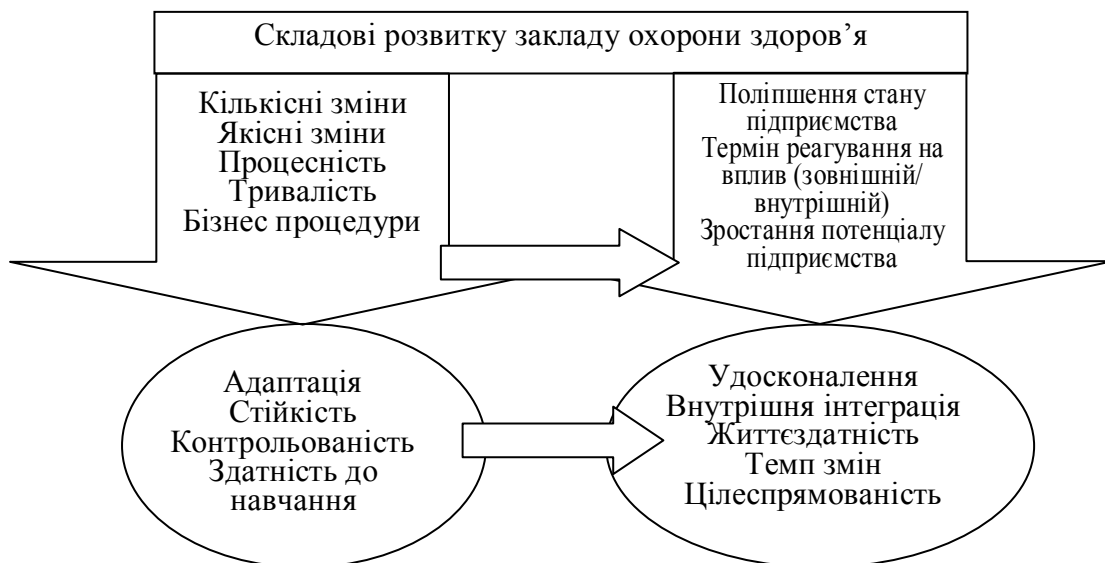 Складові розвитку закладу охорони здоров’я
Кількісні зміни
Якісні зміни
Процесність
Тривалість
Бізнес процедури
Поліпшення стану
підприємства
Термін реагування на
вплив (зовнішній/
внутрішній)
Зростання потенціалу
підприємства
Адаптація
Стійкість
Контрольованість
Здатність до
навчання
Удосконалення
Внутрішня інтеграція
Життєздатність
Темп змін
Цілеспрямованість